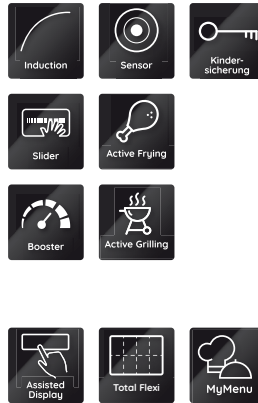 Induction
Sensor
Kinder-
sicherung
Slider
Active Frying
Booster
Active Grilling
Assisted
Display
Total Flexi
MyMenu